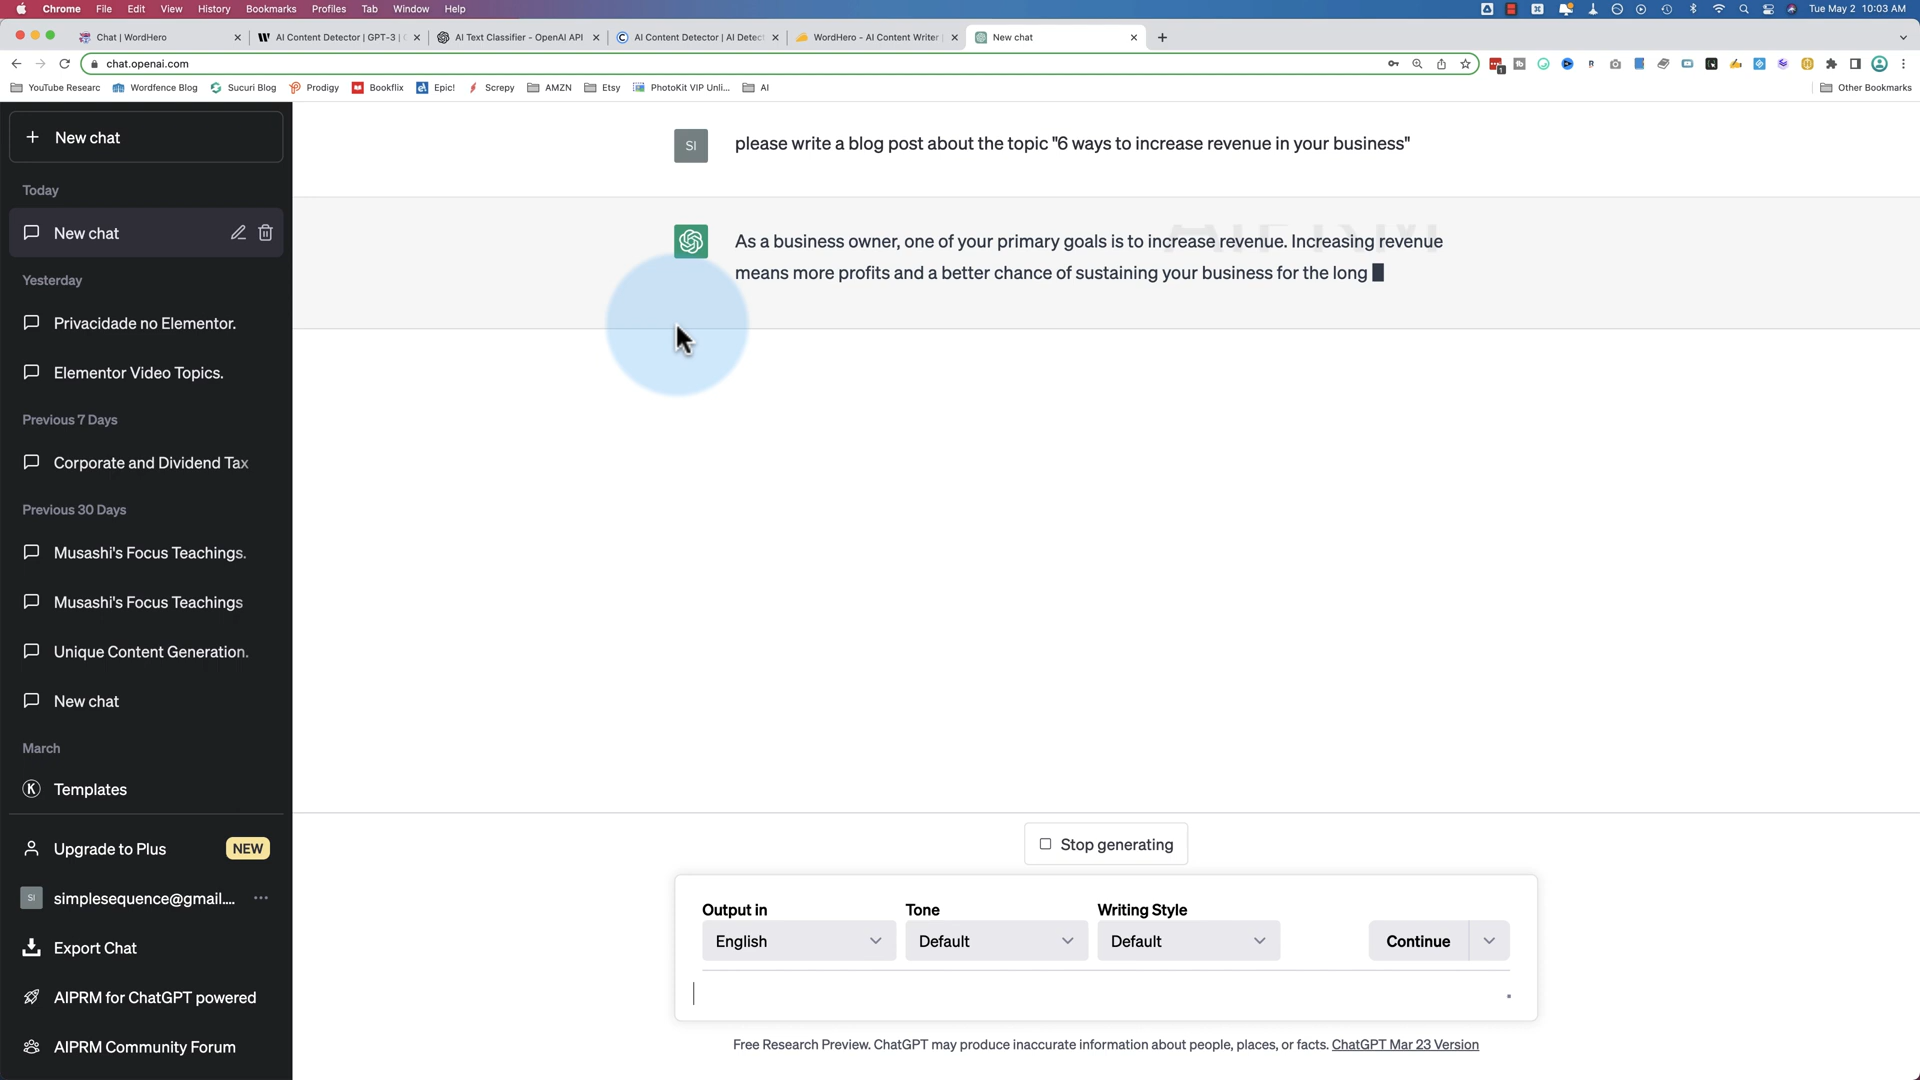 Chrome File Edit View History Bookmarks Profiles Tab Window Help Tue May 2 10:03 AM
Chat | WordHero AI Content Detector | GPT-3 | AI Text Classifier - OpenAI API AI Content Detector | AI Detect WordHero - AI Content Writer | New chat
chat.openai.com
YouTube Researc Wordfence Blog Sucuri Blog Prodigy Bookflix Epic! Screpy AMZN Etsy PhotoKit VIP Unli... AI Other Bookmarks
New chat
Today
New chat
Yesterday
Privacidade no Elementor.
Elementor Video Topics.
Previous 7 Days
Corporate and Dividend Tax
Previous 30 Days
Musashi's Focus Teachings.
Musashi's Focus Teachings
Unique Content Generation.
New chat
March
Templates
Upgrade to Plus NEW
SI simplesequence@gmail....
Export Chat
AIPRM for ChatGPT powered
AIPRM Community Forum
SI please write a blog post about the topic "6 ways to increase revenue in your business"
As a business owner, one of your primary goals is to increase revenue. Increasing revenue
means more profits and a better chance of sustaining your business for the long
Stop generating
Output in Tone Writing Style
English Default Default Continue
Free Research Preview. ChatGPT may produce inaccurate information about people, places, or facts. ChatGPT Mar 23 Version